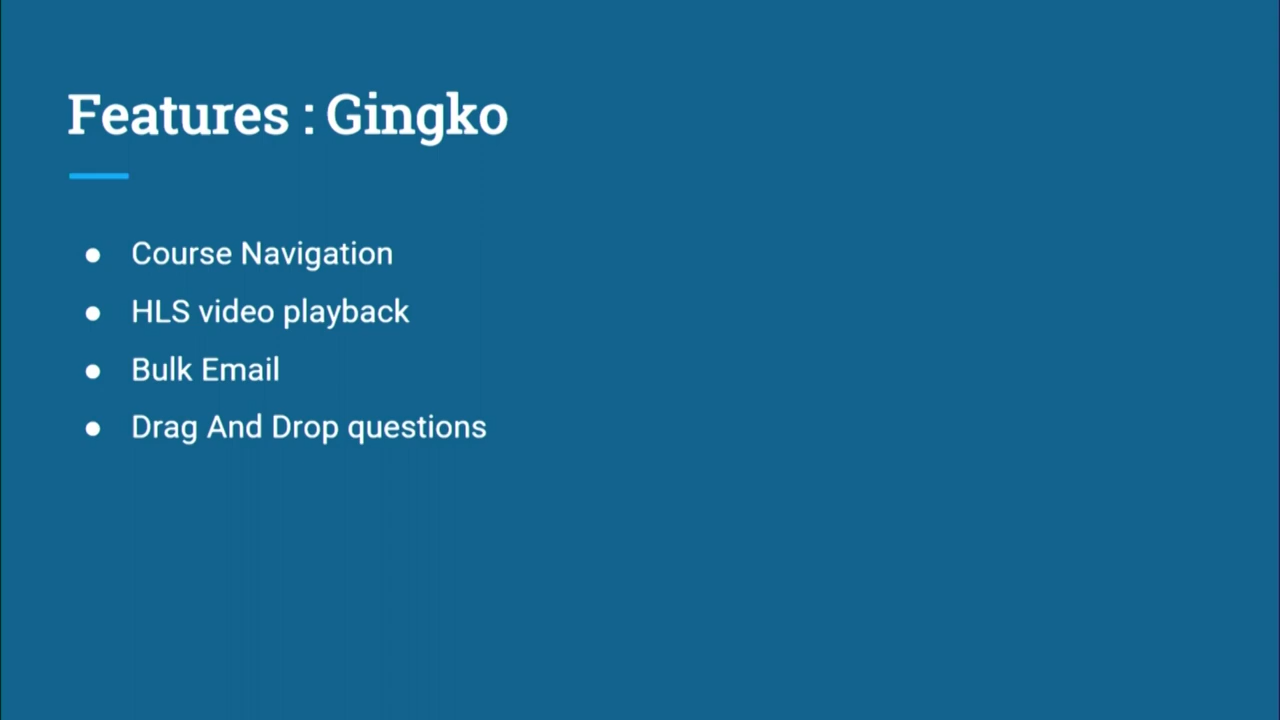 Features : Gingko
● Course Navigation
● HLS video playback
● Bulk Email
● Drag And Drop questions